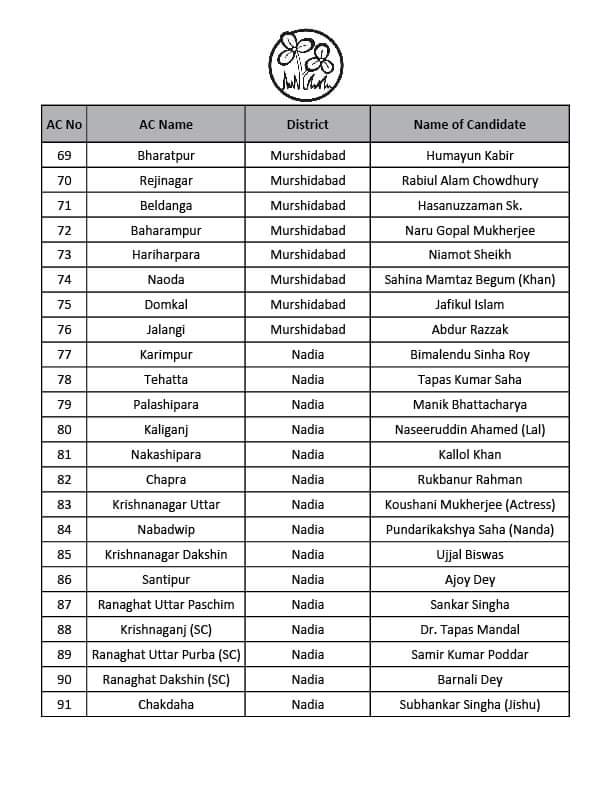 AC No AC Name District Name of Candidate
69 Bharatpur Murshidabad Humayun Kabir
70 Rejinagar Murshidabad Rabiul Alam Chowdhury
71 Beldanga Murshidabad Hasanuzzaman Sk.
72 Baharampur Murshidabad Naru Gopal Mukherjee
73 Hariharpara Murshidabad Niamot Sheikh
74 Naoda Murshidabad Sahina Mamtaz Begum (Khan)
75 Domkal Murshidabad Jafikul Islam
76 Jalangi Murshidabad Abdur Razzak
77 Karimpur Nadia Bimalendu Sinha Roy
78 Tehatta Nadia Tapas Kumar Saha
79 Palashipara Nadia Manik Bhattacharya
80 Kaliganj Nadia Naseeruddin Ahamed (Lal)
81 Nakashipara Nadia Kallol Khan
82 Chapra Nadia Rukbanur Rahman
83 Krishnanagar Uttar Nadia Koushani Mukherjee (Actress)
84 Nabadwip Nadia Pundarikakshya Saha (Nanda)
85 Krishnanagar Dakshin Nadia Ujjal Biswas
86 Santipur Nadia Ajoy Dey
87 Ranaghat Uttar Paschim Nadia Sankar Singha
88 Krishnaganj (SC) Nadia Dr. Tapas Mandal
89 Ranaghat Uttar Purba (SC) Nadia Samir Kumar Poddar
90 Ranaghat Dakshin (SC) Nadia Barnali Dey
91 Chakdaha Nadia Subhankar Singha (Jishu)